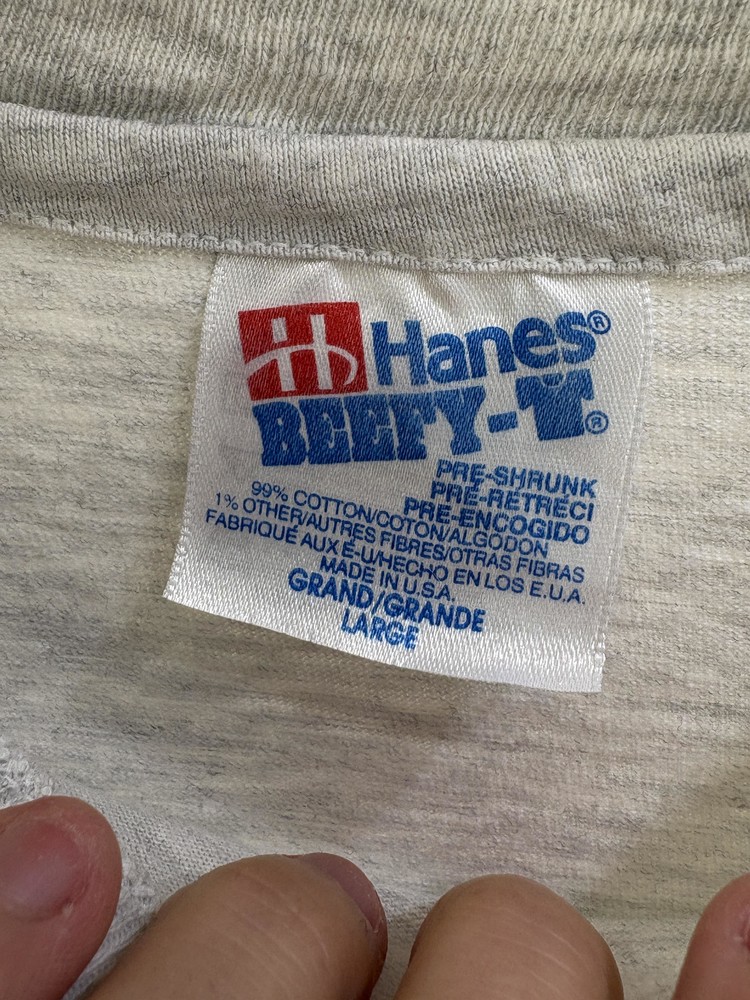 H Hanes®
BEEFY-T®
PRE-SHRUNK
PRÉ-RÉTRÉCI
PRE-ENCOGIDO
99% COTTON/COTON/ALGODON
1% OTHER/AUTRES FIBRES/OTRAS FIBRAS
FABRIQUÉ AUX É-U/HECHO EN LOS E.U.A.
MADE IN U.S.A.
GRAND/GRANDE
LARGE